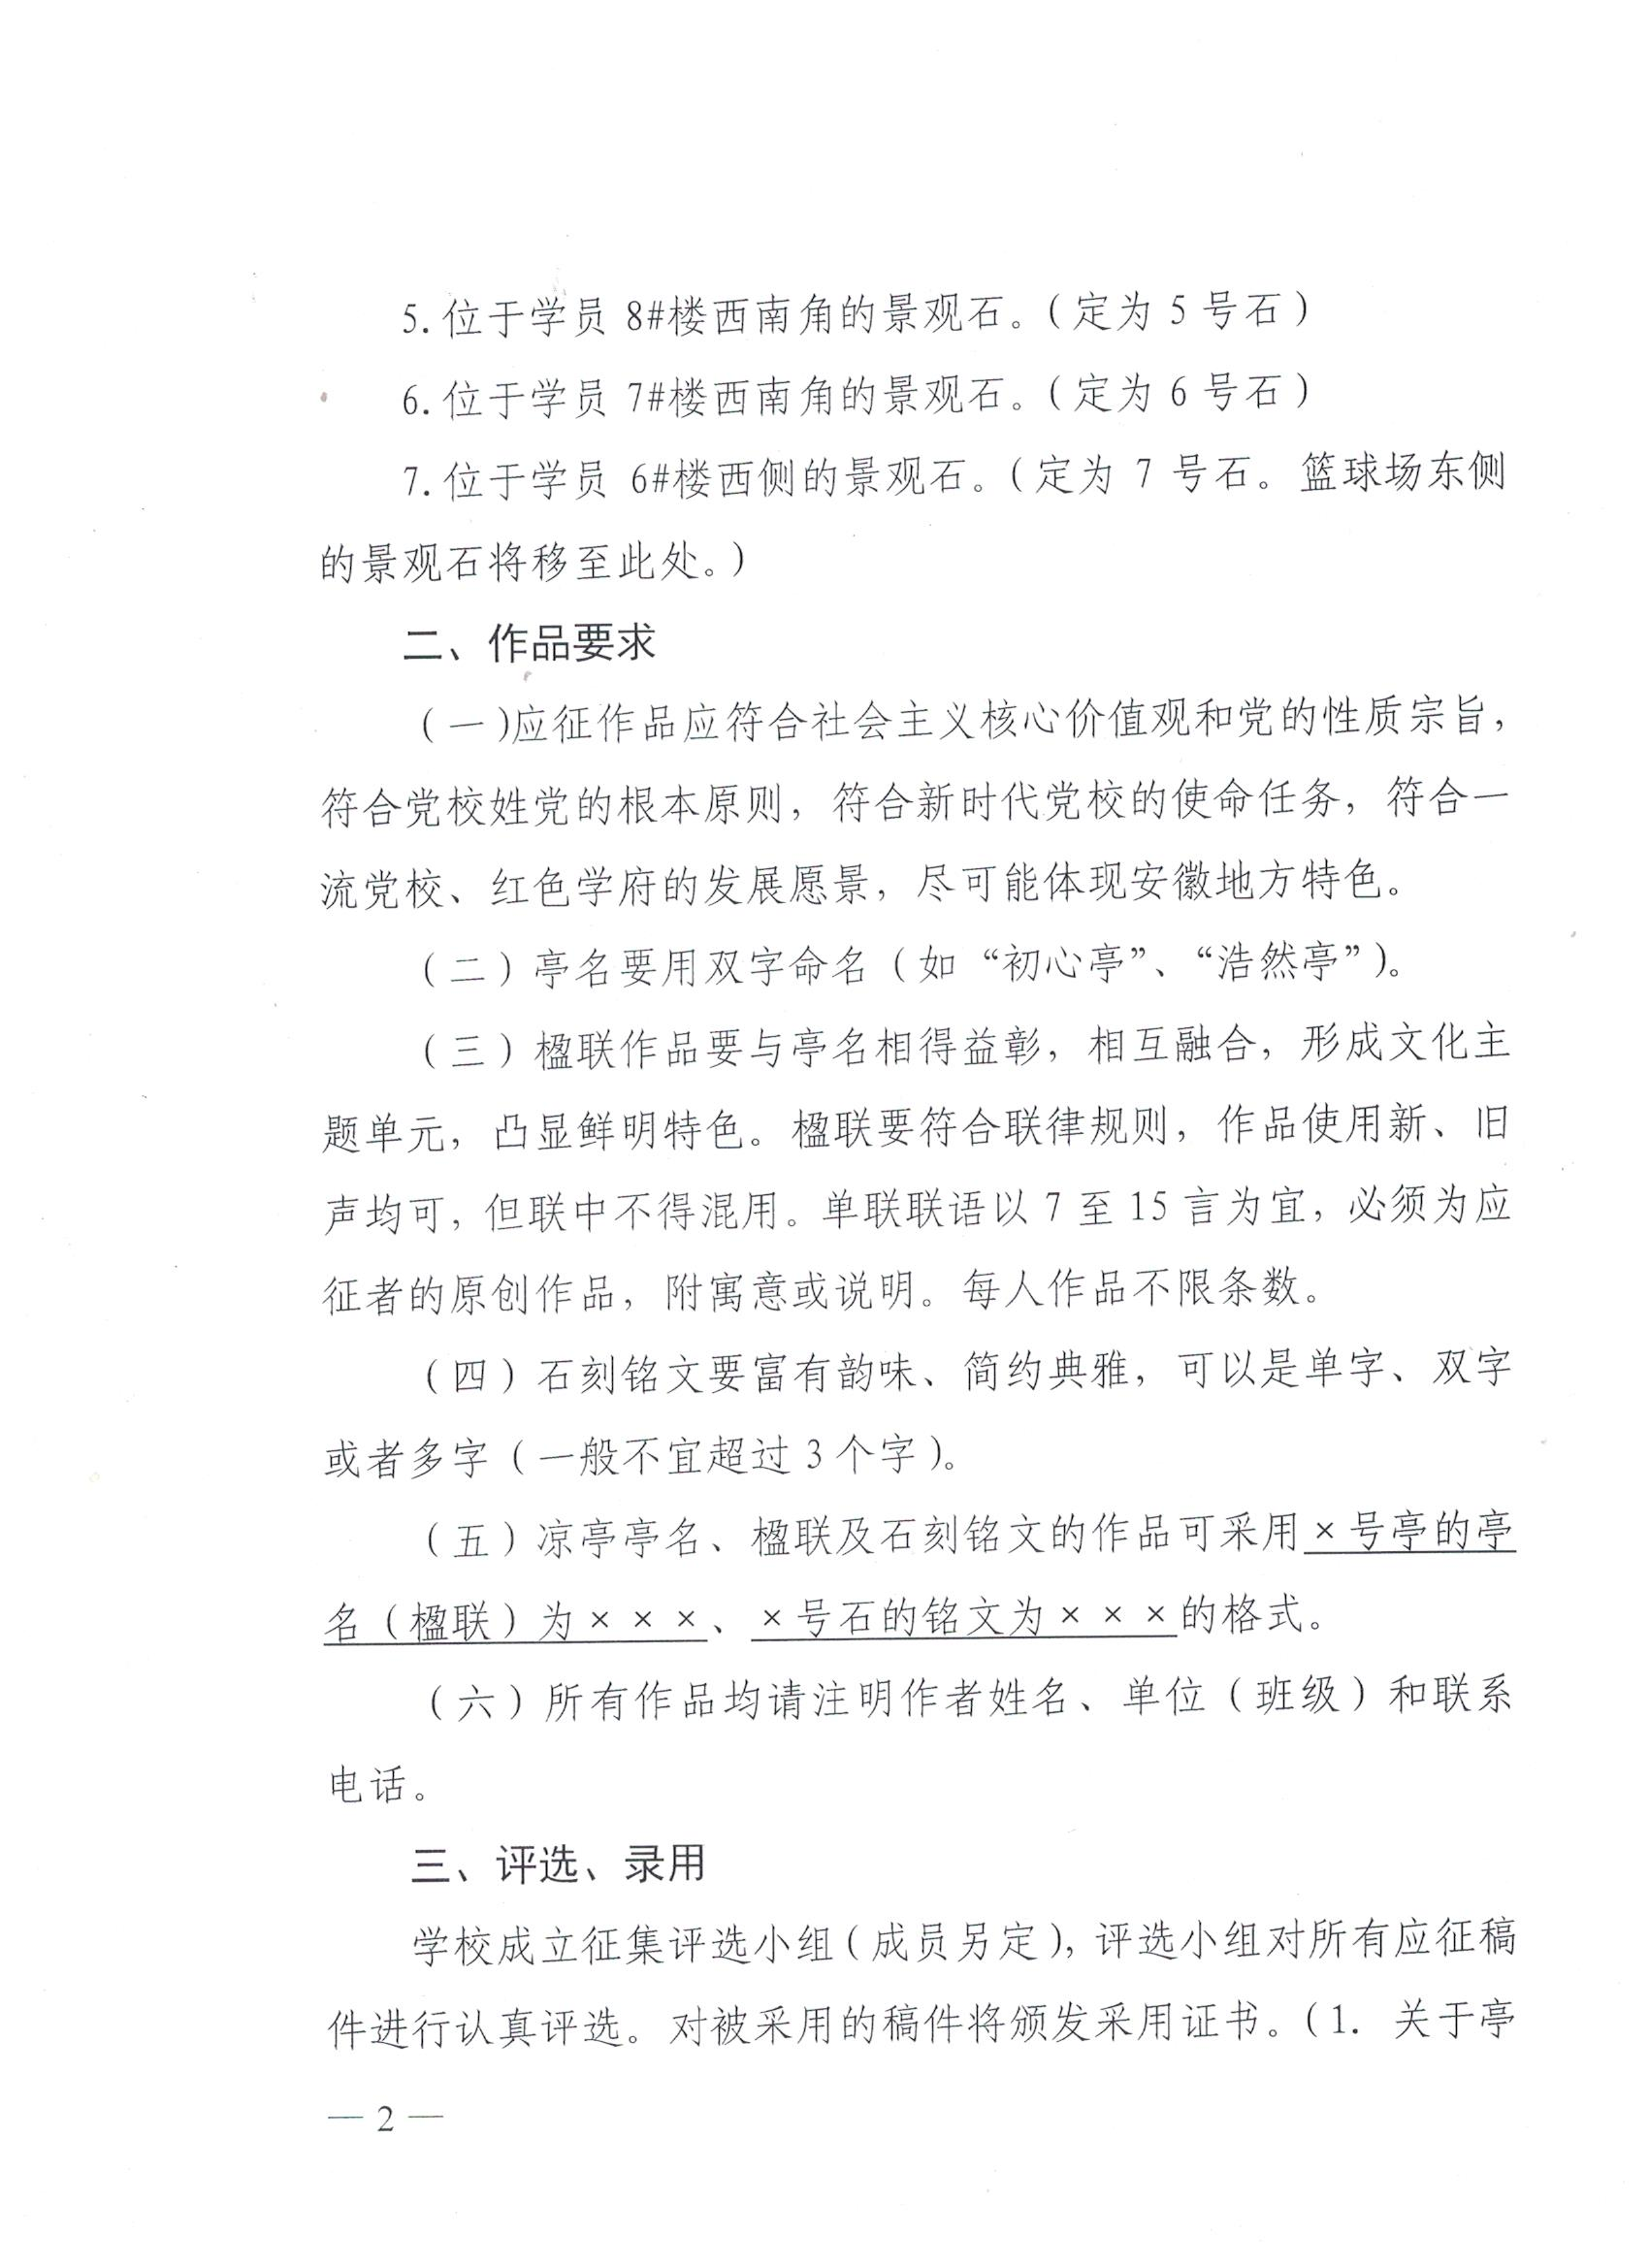 5.位于学员 8#楼西南角的景观石。（定为 5 号石）
6.位于学员 7#楼西南角的景观石。（定为 6 号石）
7.位于学员 6#楼西侧的景观石。（定为 7 号石。篮球场东侧
的景观石将移至此处。）
二、作品要求
（一）应征作品应符合社会主义核心价值观和党的性质宗旨，
符合党校姓党的根本原则，符合新时代党校的使命任务，符合一
流党校、红色学府的发展愿景，尽可能体现安徽地方特色。
（二）亭名要用双字命名（如“初心亭”、“浩然亭”）。
（三）楹联作品要与亭名相得益彰，相互融合，形成文化主
题单元，凸显鲜明特色。楹联要符合联律规则，作品使用新、旧
声均可，但联中不得混用。单联联语以 7 至 15 言为宜，必须为应
征者的原创作品，附寓意或说明。每人作品不限条数。
（四）石刻铭文要富有韵味、简约典雅，可以是单字、双字
或者多字（一般不宜超过 3 个字）。
（五）凉亭亭名、楹联及石刻铭文的作品可采用×号亭的亭
名（楹联）为×××、×号石的铭文为×××的格式。
（六）所有作品均请注明作者姓名、单位（班级）和联系
电话。
三、评选、录用
学校成立征集评选小组（成员另定），评选小组对所有应征稿
件进行认真评选。对被采用的稿件将颁发采用证书。（1. 关于亭
— 2 —